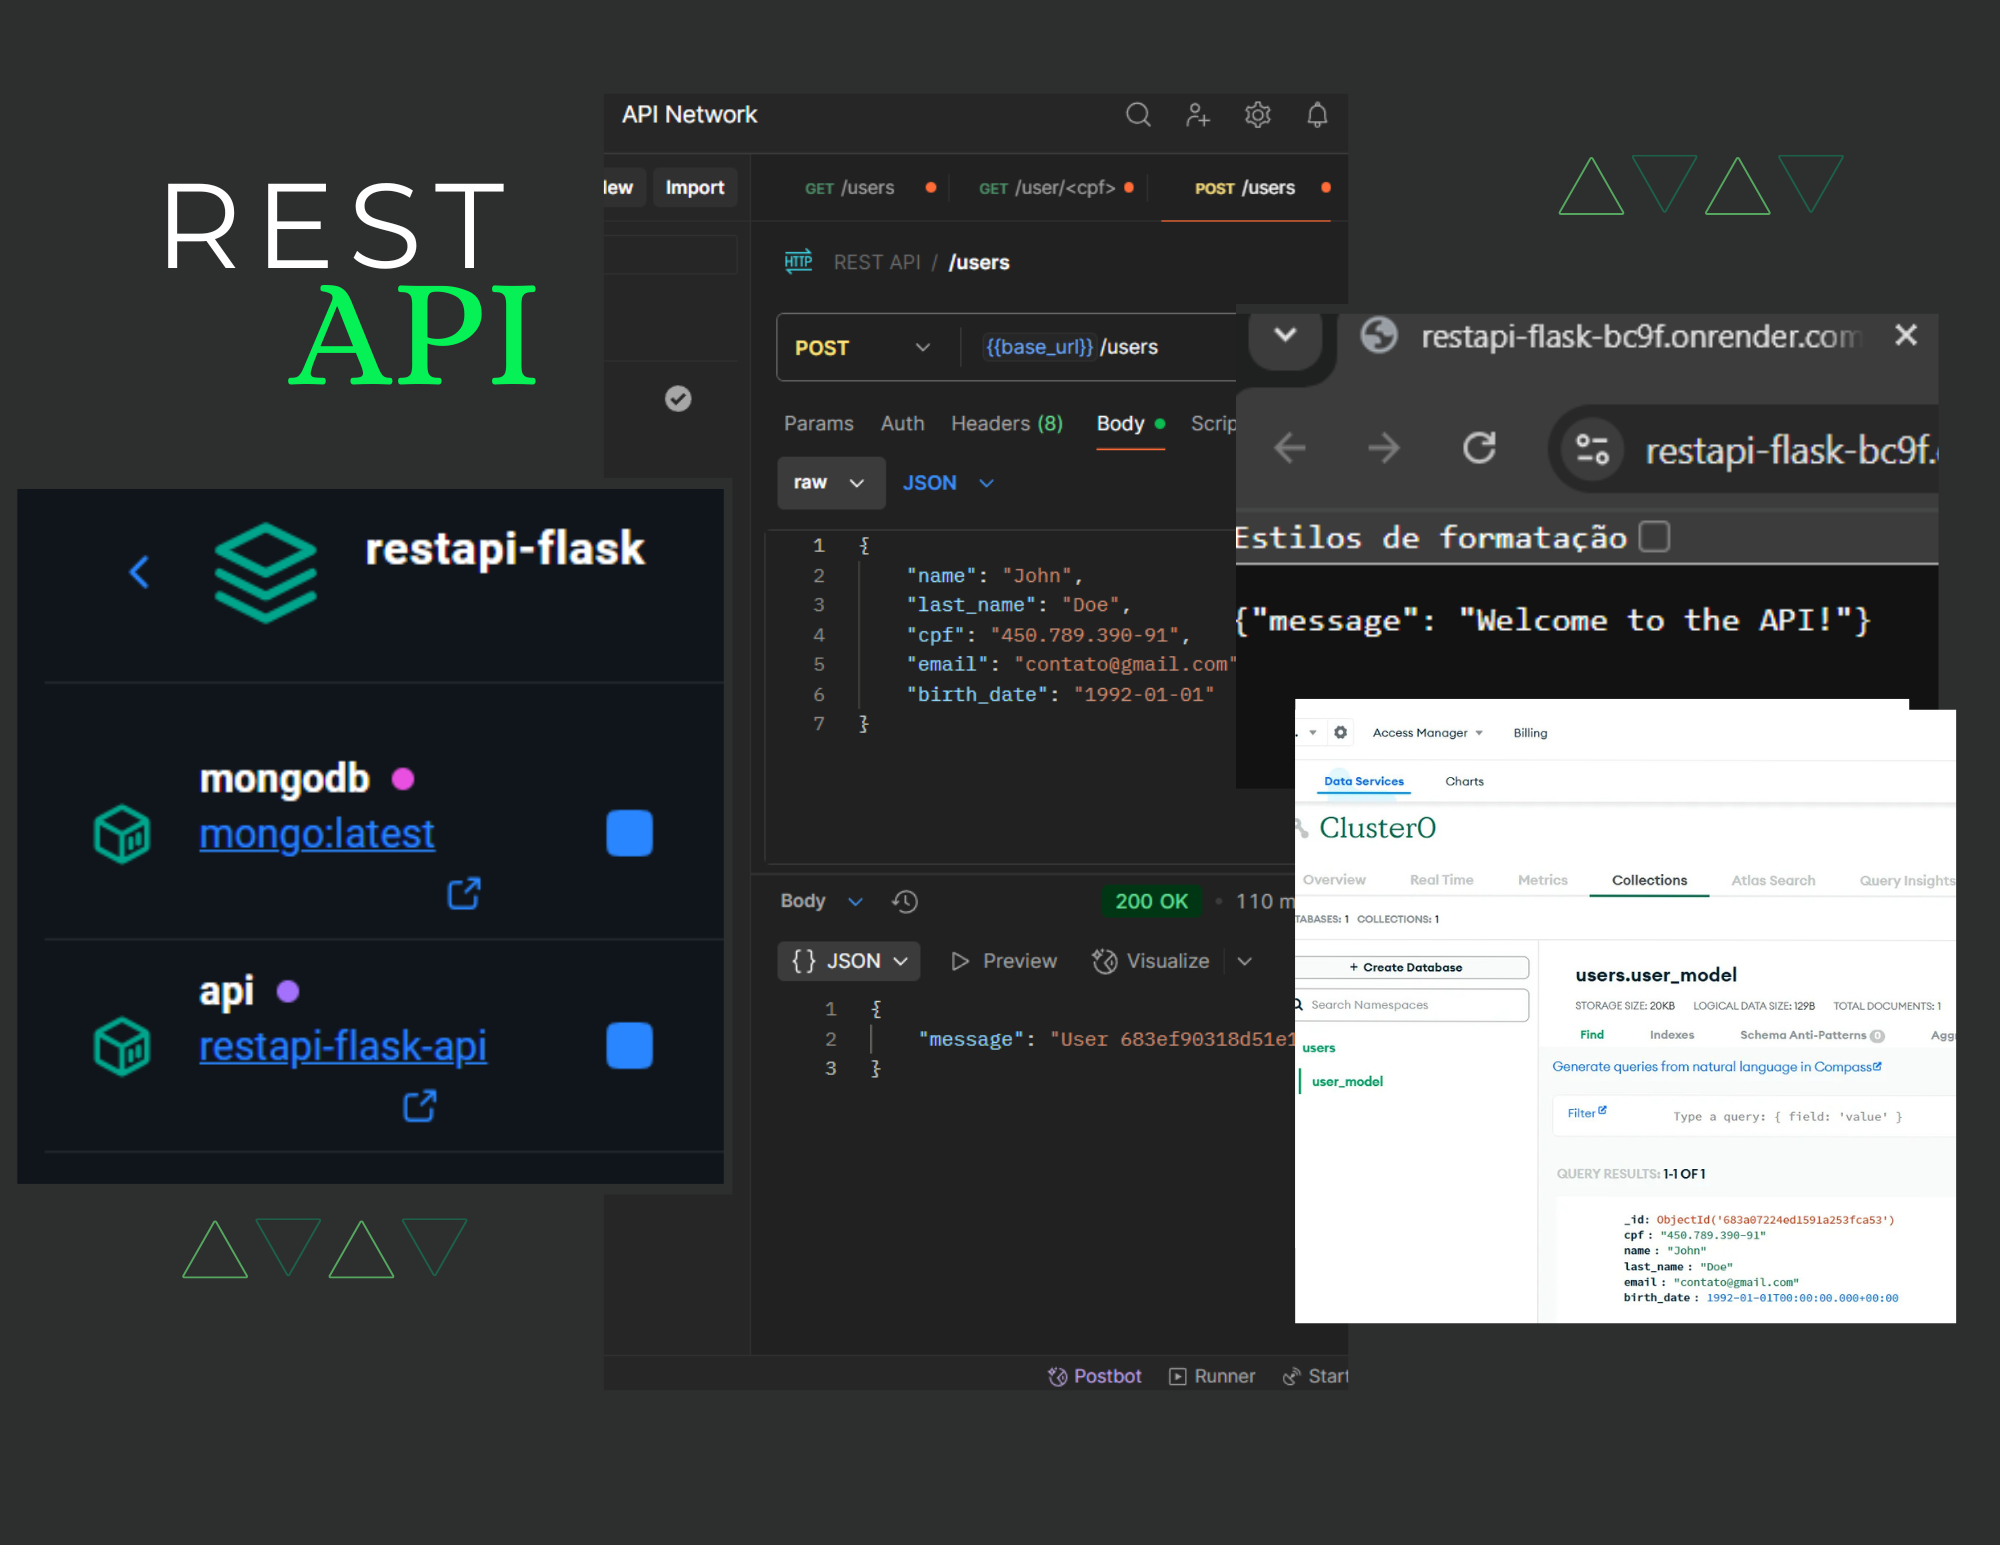 REST
API
API Network
Import
GET /users
GET /user/<cpf>
POST /users
HTTP REST API / /users
POST {{base_url}} /users
Params Auth Headers (8) Body
raw JSON
1 {
2 "name": "John",
3 "last_name": "Doe",
4 "cpf": "450.789.390-91",
5 "email": "contato@gmail.com"
6 "birth_date": "1992-01-01"
7 }
Body 200 OK 110
{} JSON Preview Visualize
1 {
2 "message": "User 683ef90318d51e1
3 }
Postbot Runner Start
restapi-flask
mongodb
mongo:latest
api
restapi-flask-api
restapi-flask-bc9f.onrender.com
restapi-flask-bc9f.
Estilos de formatação
{"message": "Welcome to the API!"}
Access Manager Billing
Data Services Charts
Cluster0
Overview Real Time Metrics Collections Atlas Search Query Insights
TABASES: 1 COLLECTIONS: 1
+ Create Database
Search Namespaces
users
user_model
users.user_model
STORAGE SIZE: 20KB LOGICAL DATA SIZE: 129B TOTAL DOCUMENTS: 1
Find Indexes Schema Anti-Patterns 0
Generate queries from natural language in Compass
Filter Type a query: { field: 'value' }
QUERY RESULTS: 1-1 OF 1
_id: ObjectId('683a07224ed1591a253fca53')
cpf: "450.789.390-91"
name: "John"
last_name: "Doe"
email: "contato@gmail.com"
birth_date: 1992-01-01T00:00:00.000+00:00